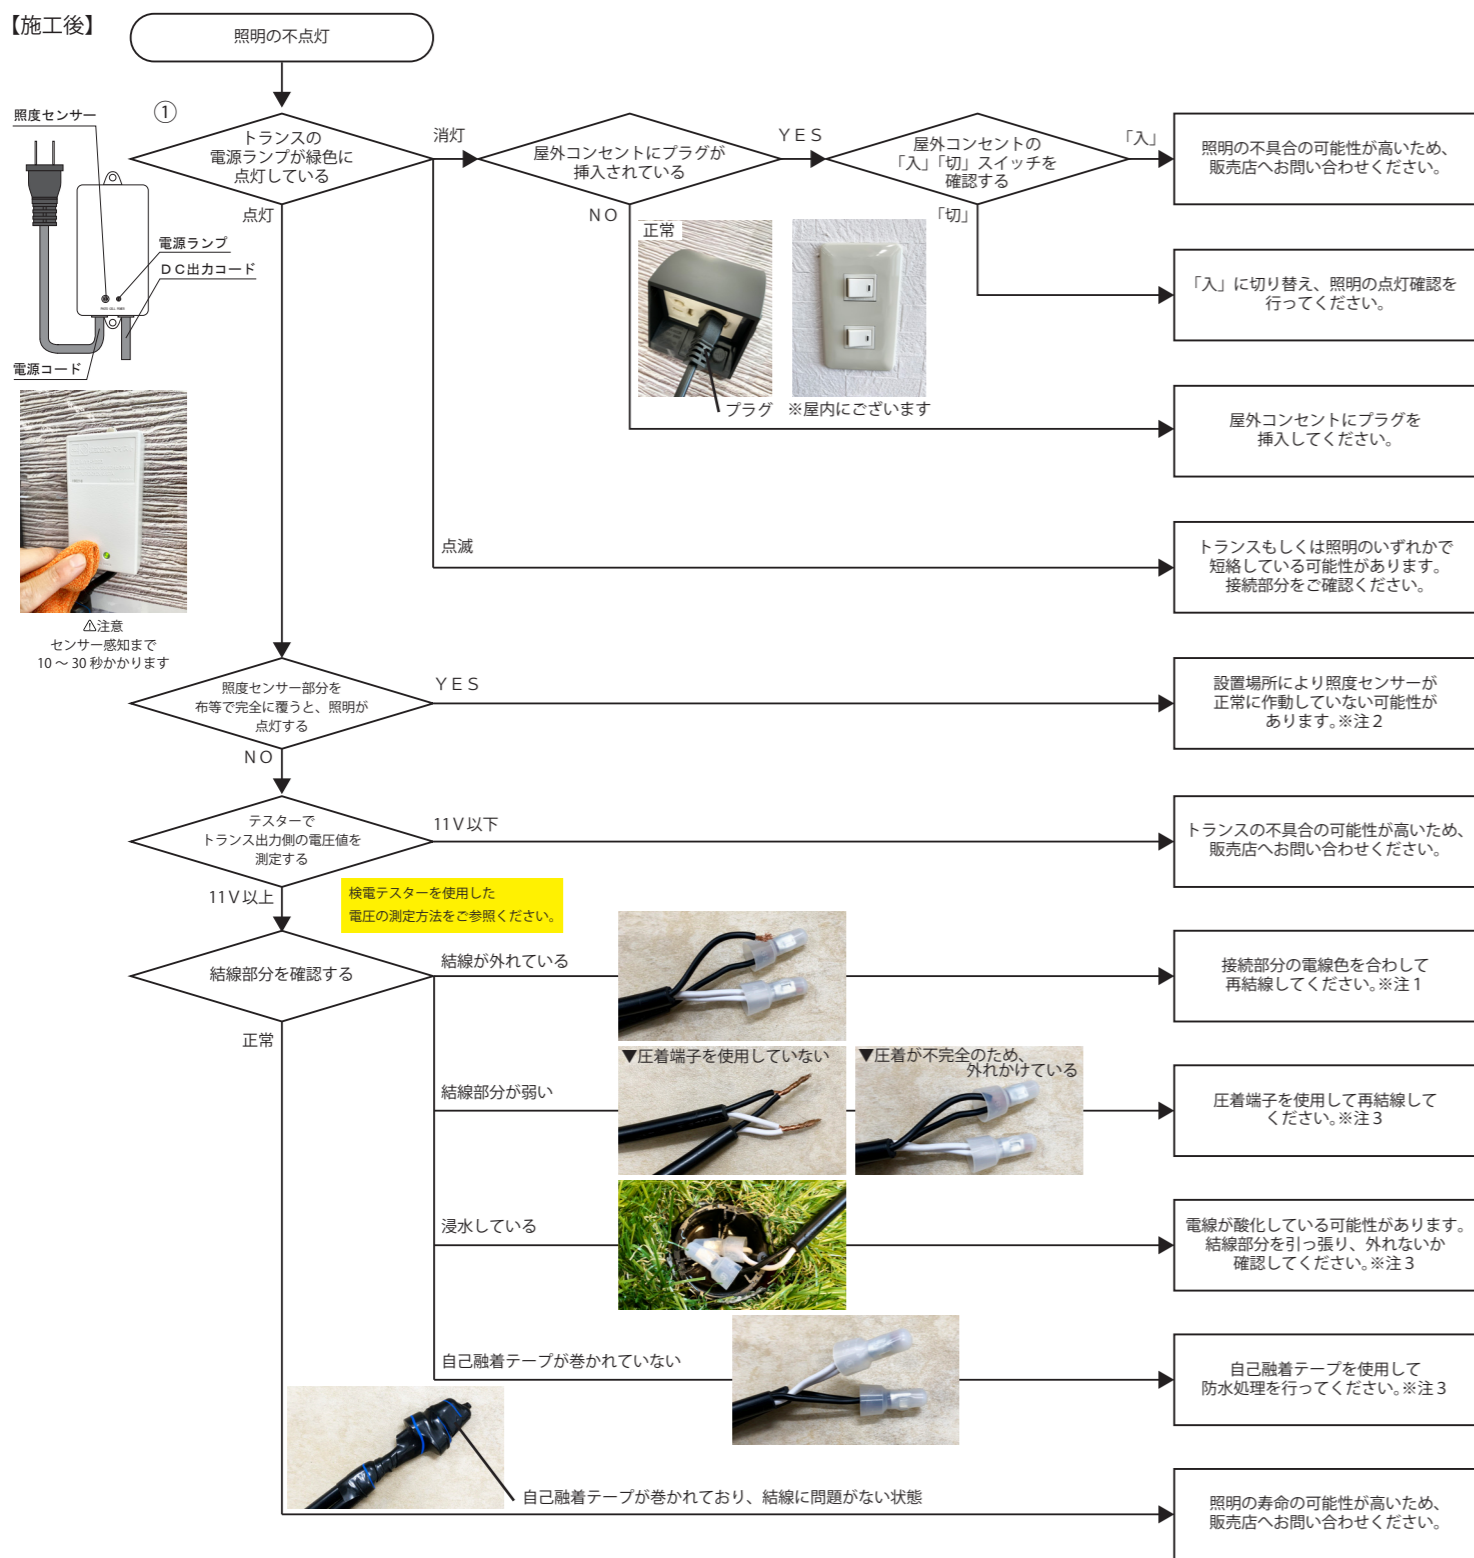 【施工後】
照明の不点灯
照度センサー
①
トランスの
電源ランプが緑色に
点灯している
消灯
屋外コンセントにプラグが
挿入されている
ＹＥＳ
屋外コンセントの
「入」「切」スイッチを
確認する
「入」
照明の不具合の可能性が高いため、
販売店へお問い合わせください。
点灯
ＮＯ
「切」
正常
電源ランプ
ＤＣ出力コード
「入」に切り替え、照明の点灯確認を
行ってください。
電源コード
プラグ
※屋内にございます
屋外コンセントにプラグを
挿入してください。
点滅
トランスもしくは照明のいずれかで
短絡している可能性があります。
接続部分をご確認ください。
⚠注意
センサー感知まで
10～30秒かかります
照度センサー部分を
布等で完全に覆うと、照明が
点灯する
ＹＥＳ
設置場所により照度センサーが
正常に作動していない可能性が
あります。※注２
ＮＯ
テスターで
トランス出力側の電圧値を
測定する
11Ｖ以下
トランスの不具合の可能性が高いため、
販売店へお問い合わせください。
11Ｖ以上
検電テスターを使用した
電圧の測定方法をご参照ください。
結線部分を確認する
結線が外れている
接続部分の電線色を合わして
再結線してください。※注１
正常
▼圧着端子を使用していない
▼圧着が不完全のため、
外れかけている
結線部分が弱い
圧着端子を使用して再結線して
ください。※注３
浸水している
電線が酸化している可能性があります。
結線部分を引っ張り、外れないか
確認してください。※注３
自己融着テープが巻かれていない
自己融着テープを使用して
防水処理を行ってください。※注３
自己融着テープが巻かれており、結線に問題がない状態
照明の寿命の可能性が高いため、
販売店へお問い合わせください。